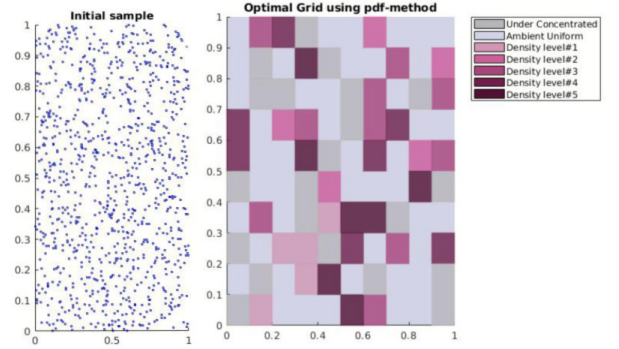 Initial sample
1
0.9
0.8
0.7
0.6
0.5
0.4
0.3
0.2
0.1
0
0 0.5 1
Optimal Grid using pdf-method
1
0.9
0.8
0.7
0.6
0.5
0.4
0.3
0.2
0.1
0
0 0.2 0.4 0.6 0.8 1
Under Concentrated
Ambient Uniform
Density level#1
Density level#2
Density level#3
Density level#4
Density level#5